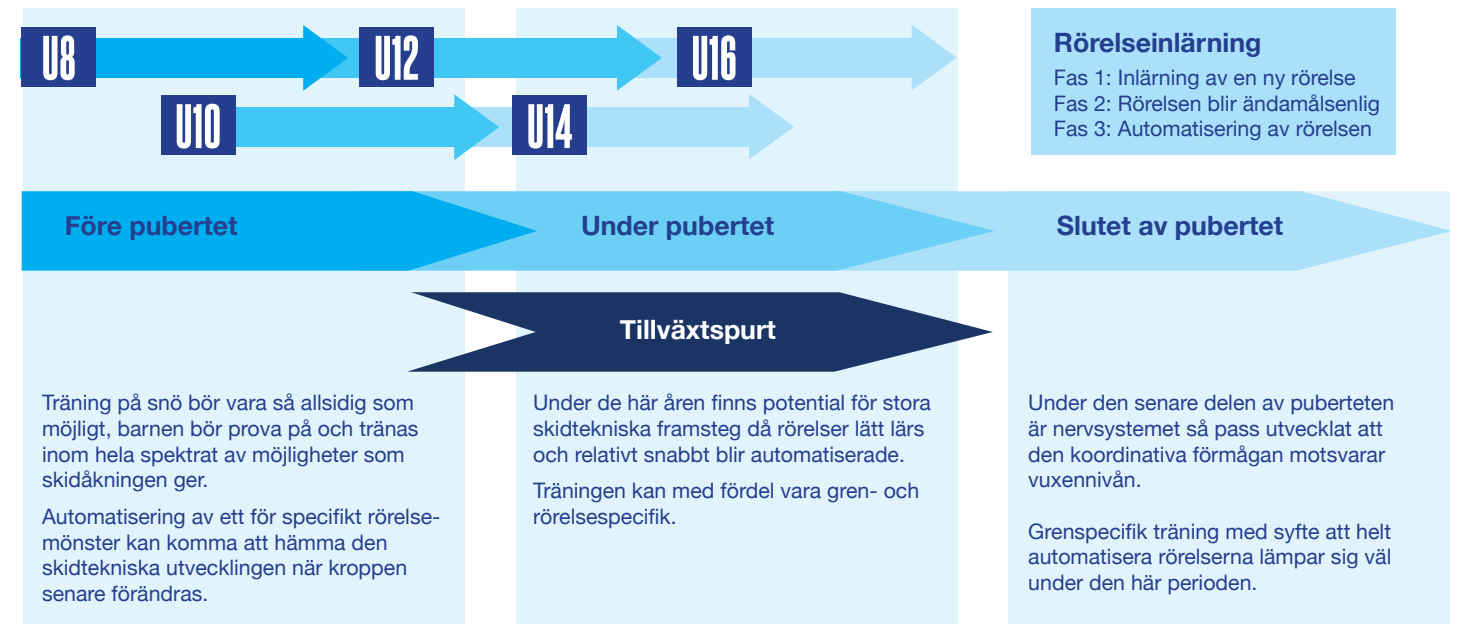 U8
U12
U16
U10
U14
Rörelseinlärning
Fas 1: Inlärning av en ny rörelse
Fas 2: Rörelsen blir ändamålsenlig
Fas 3: Automatisering av rörelsen
Före pubertet
Under pubertet
Slutet av pubertet
Tillväxtspurt
Träning på snö bör vara så allsidig som
möjligt, barnen bör prova på och tränas
inom hela spektrat av möjligheter som
skidåkningen ger.
Automatisering av ett för specifikt rörelse-
mönster kan komma att hämma den
skidtekniska utvecklingen när kroppen
senare förändras.
Under de här åren finns potential för stora
skidtekniska framsteg då rörelser lätt lärs
och relativt snabbt blir automatiserade.
Träningen kan med fördel vara gren- och
rörelsespecifik.
Under den senare delen av puberteten
är nervsystemet så pass utvecklat att
den koordinativa förmågan motsvarar
vuxennivån.
Grenspecifik träning med syfte att helt
automatisera rörelserna lämpar sig väl
under den här perioden.